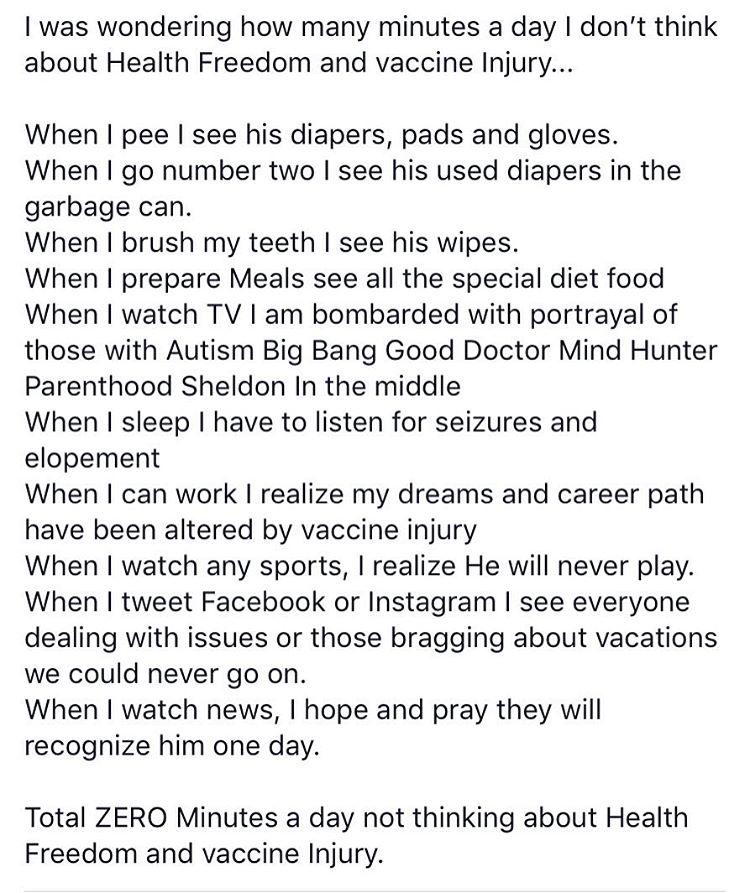 I was wondering how many minutes a day I don’t think
about Health Freedom and vaccine Injury...
When I pee I see his diapers, pads and gloves.
When I go number two I see his used diapers in the
garbage can.
When I brush my teeth I see his wipes.
When I prepare Meals see all the special diet food
When I watch TV I am bombarded with portrayal of
those with Autism Big Bang Good Doctor Mind Hunter
Parenthood Sheldon In the middle
When I sleep I have to listen for seizures and
elopement
When I can work I realize my dreams and career path
have been altered by vaccine injury
When I watch any sports, I realize He will never play.
When I tweet Facebook or Instagram I see everyone
dealing with issues or those bragging about vacations
we could never go on.
When I watch news, I hope and pray they will
recognize him one day.
Total ZERO Minutes a day not thinking about Health
Freedom and vaccine Injury.